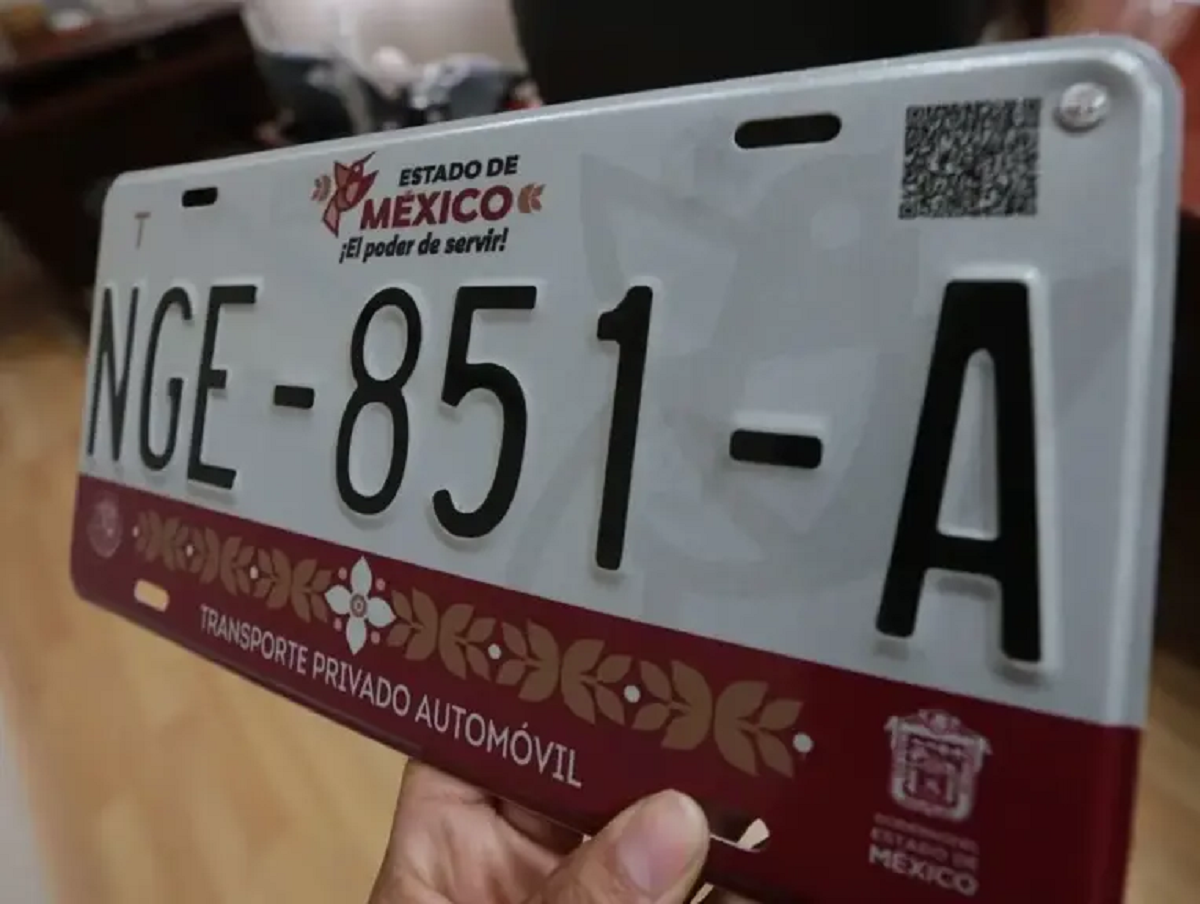 T
ESTADO DE
MÉXICO
¡El poder de servir!
NGE-851-A
TRANSPORTE PRIVADO AUTOMÓVIL
ESTADO DE
MÉXICO